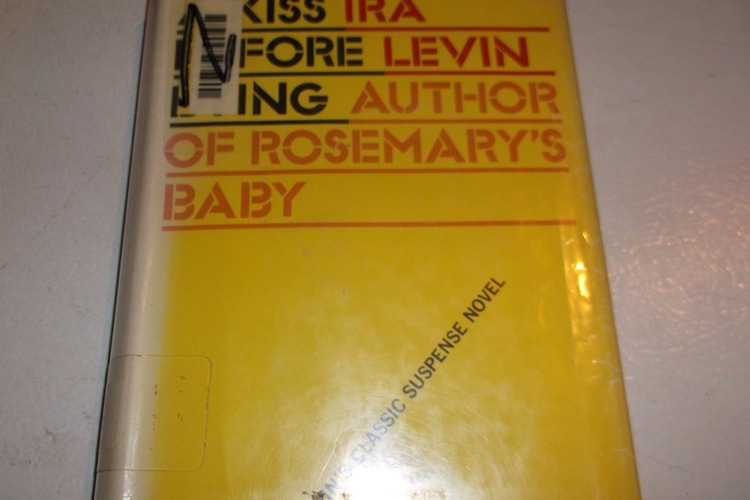 A KISS IRA
FORE LEVIN
ING AUTHOR
OF ROSEMARY'S
BABY
N'S CLASSIC SUSPENSE NOVEL